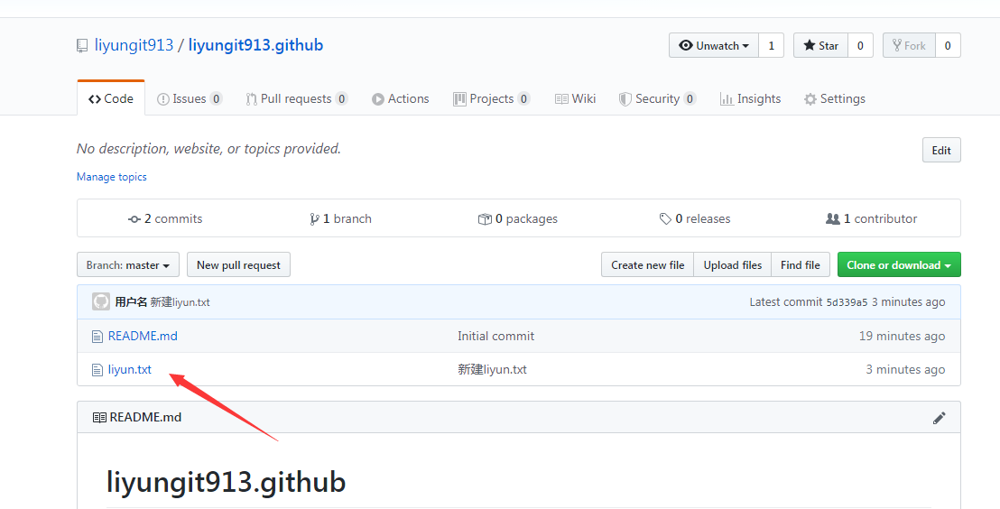 liyungit913 / liyungit913.github Unwatch 1 Star 0 Fork 0
Code Issues 0 Pull requests 0 Actions Projects 0 Wiki Security 0 Insights Settings
No description, website, or topics provided. Edit
Manage topics
2 commits 1 branch 0 packages 0 releases 1 contributor
Branch: master New pull request Create new file Upload files Find file Clone or download
用户名 新建liyun.txt Latest commit 5d339a5 3 minutes ago
README.md Initial commit 19 minutes ago
liyun.txt 新建liyun.txt 3 minutes ago
README.md
liyungit913.github